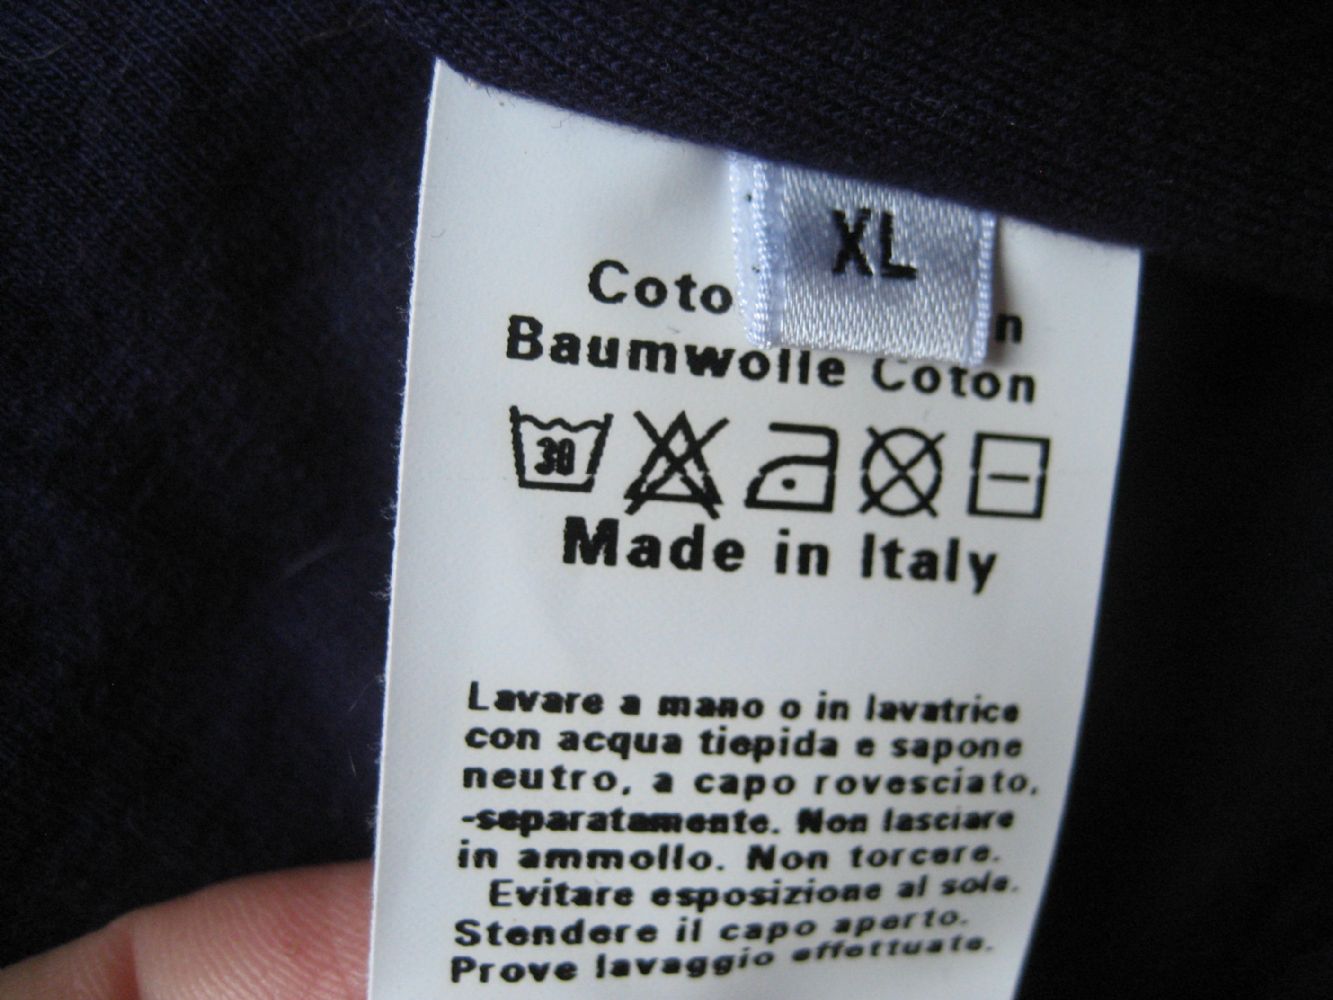 XL
Coto n
Baumwolle Coton
30
Made in Italy
Lavare a mano o in lavatrice
con acqua tiepida e sapone
neutro, a capo rovesciato,
-separatamente. Non lasciare
in ammollo. Non torcere.
Evitare esposizione al sole.
Stendere il capo aperto.
Prove lavaggio effettuate.